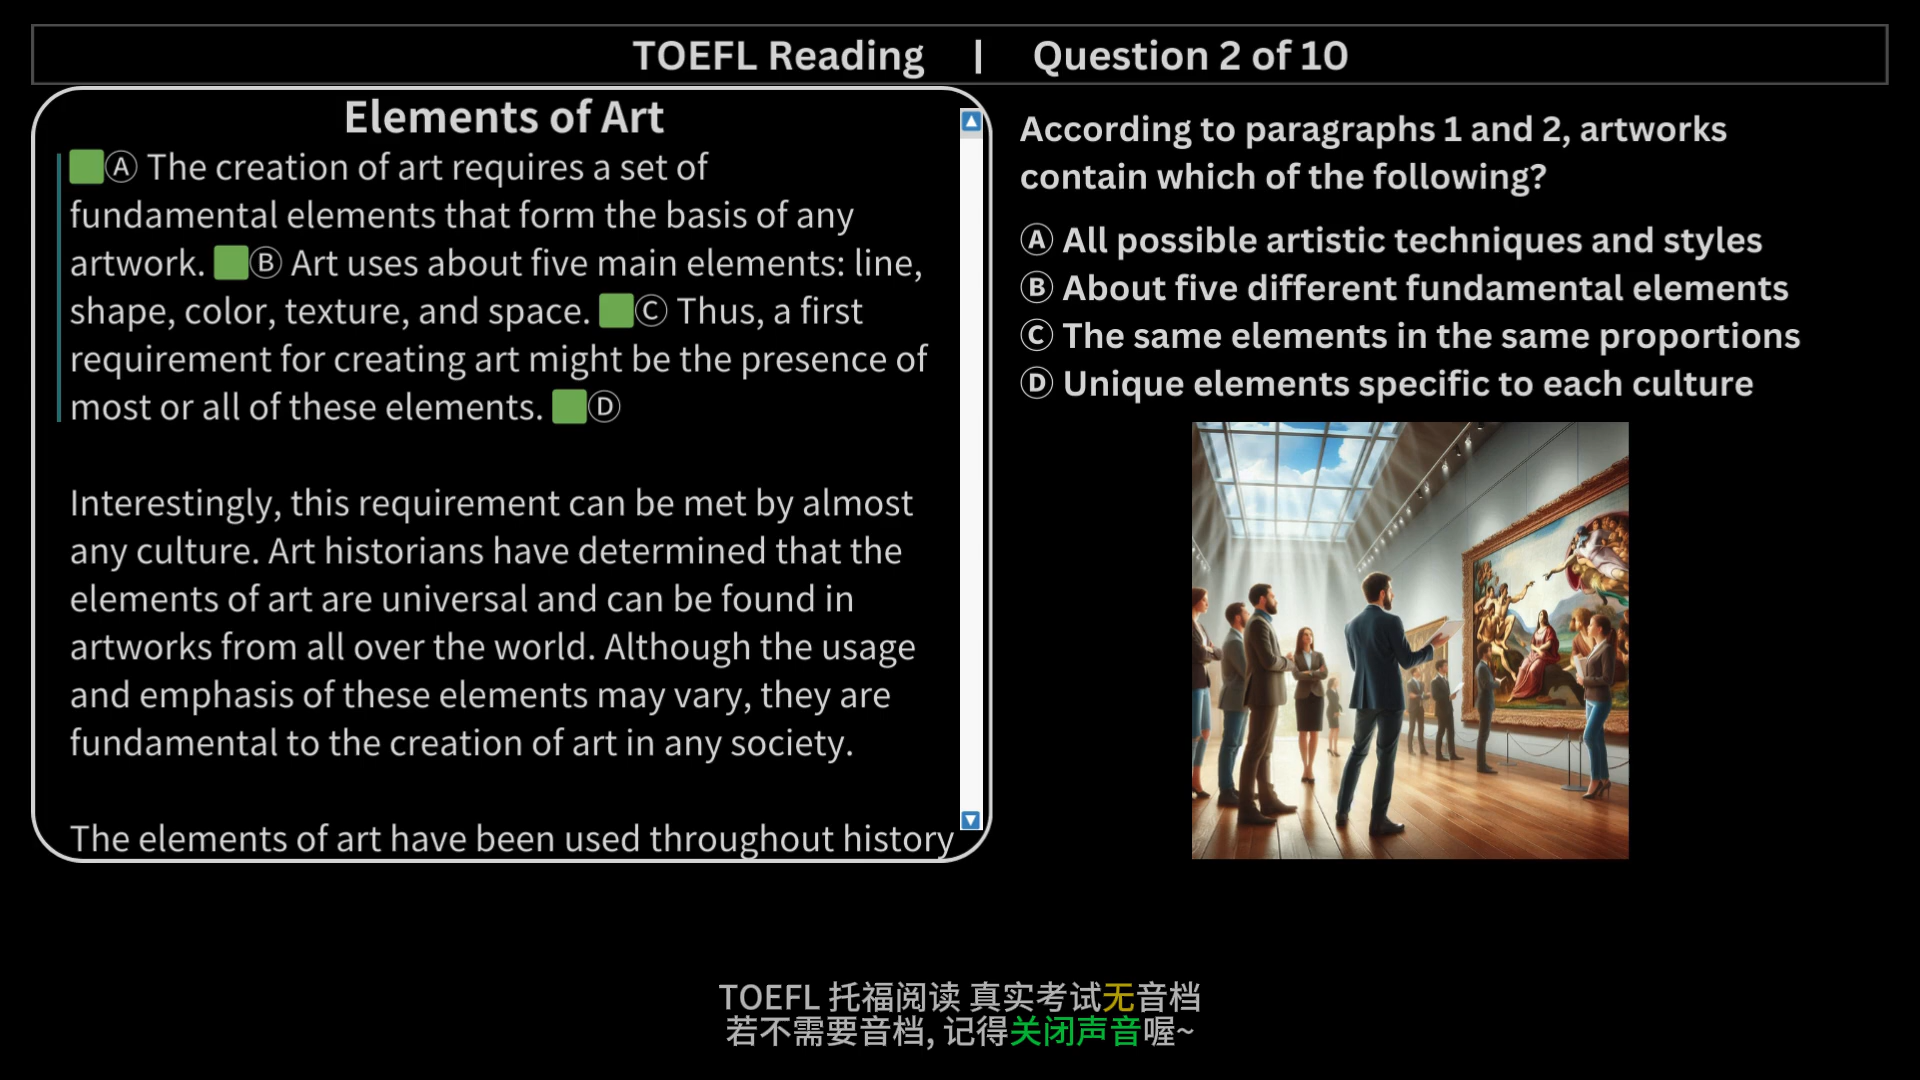 TOEFL Reading | Question 2 of 10
Elements of Art
Ⓐ The creation of art requires a set of
fundamental elements that form the basis of any
artwork. Ⓑ Art uses about five main elements: line,
shape, color, texture, and space. Ⓒ Thus, a first
requirement for creating art might be the presence of
most or all of these elements. Ⓓ
Interestingly, this requirement can be met by almost
any culture. Art historians have determined that the
elements of art are universal and can be found in
artworks from all over the world. Although the usage
and emphasis of these elements may vary, they are
fundamental to the creation of art in any society.
The elements of art have been used throughout history
According to paragraphs 1 and 2, artworks
contain which of the following?
Ⓐ All possible artistic techniques and styles
Ⓑ About five different fundamental elements
Ⓒ The same elements in the same proportions
Ⓓ Unique elements specific to each culture
TOEFL 托福阅读 真实考试无音档
若不需要音档, 记得关闭声音喔~